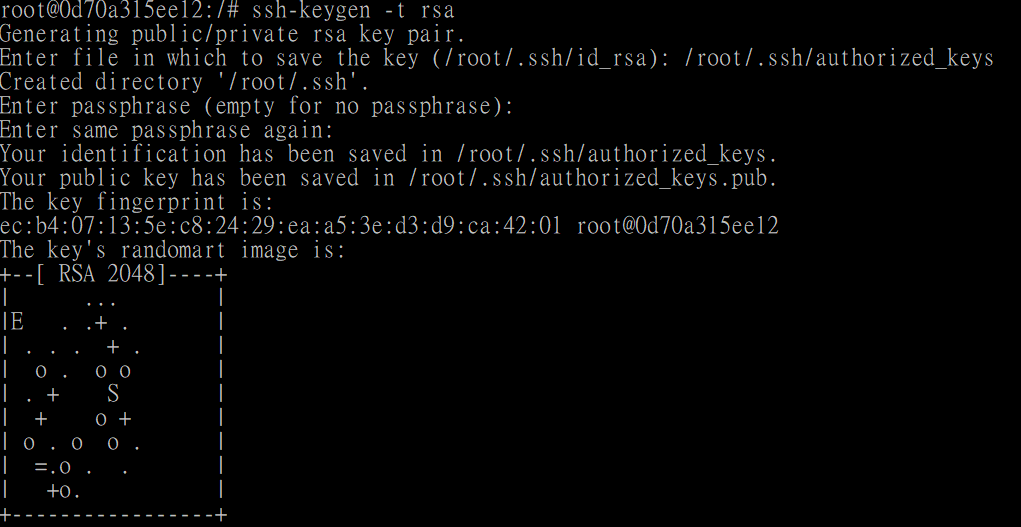 root@0d70a315ee12:/# ssh-keygen -t rsa
Generating public/private rsa key pair.
Enter file in which to save the key (/root/.ssh/id_rsa): /root/.ssh/authorized_keys
Created directory '/root/.ssh'.
Enter passphrase (empty for no passphrase):
Enter same passphrase again:
Your identification has been saved in /root/.ssh/authorized_keys.
Your public key has been saved in /root/.ssh/authorized_keys.pub.
The key fingerprint is:
ec:b4:07:13:5e:c8:24:29:ea:a5:3e:d3:d9:ca:42:01 root@0d70a315ee12
The key's randomart image is:
+--[ RSA 2048]----+
|      ...        |
|E   . .+ .       |
| . . .  + .      |
|  o .  o o       |
| . +    S        |
|  +    o +       |
| o . o  o .      |
|  =.o .  .       |
|   +o.           |
+-----------------+